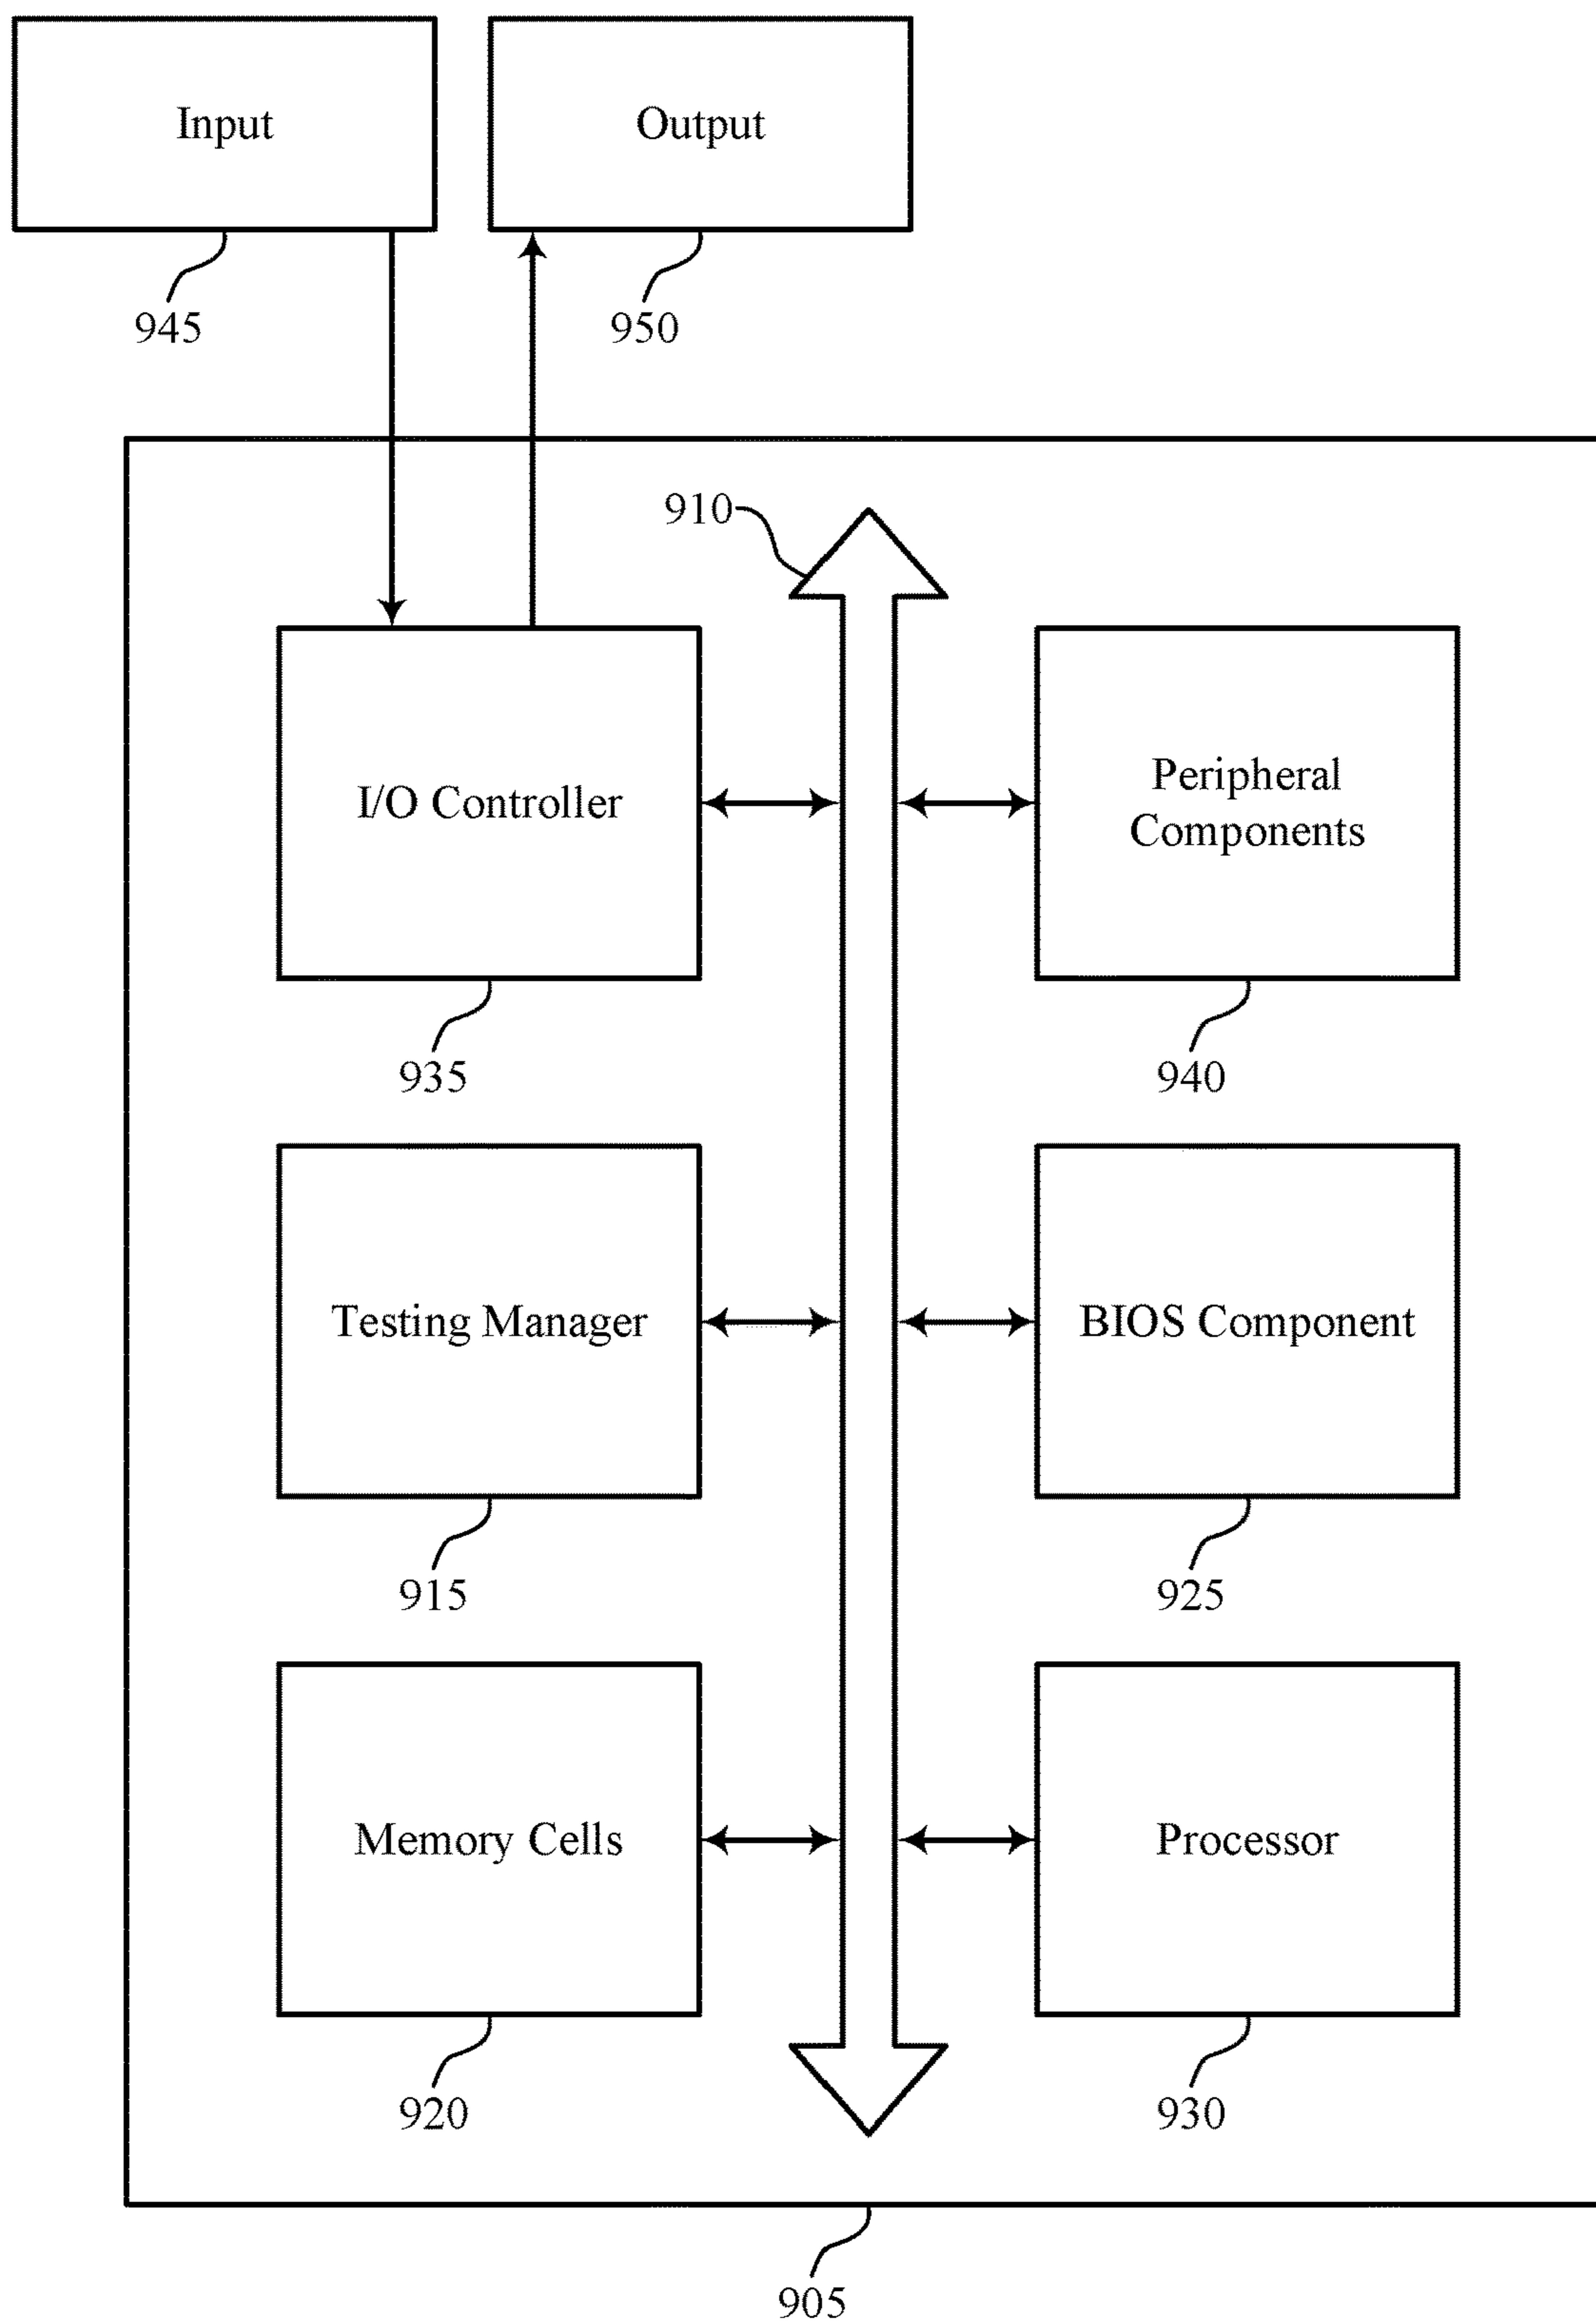 Input
Output
945
950
910
I/O Controller
Peripheral
Components
935
940
Testing Manager
BIOS Component
915
925
Memory Cells
Processor
920
930
905